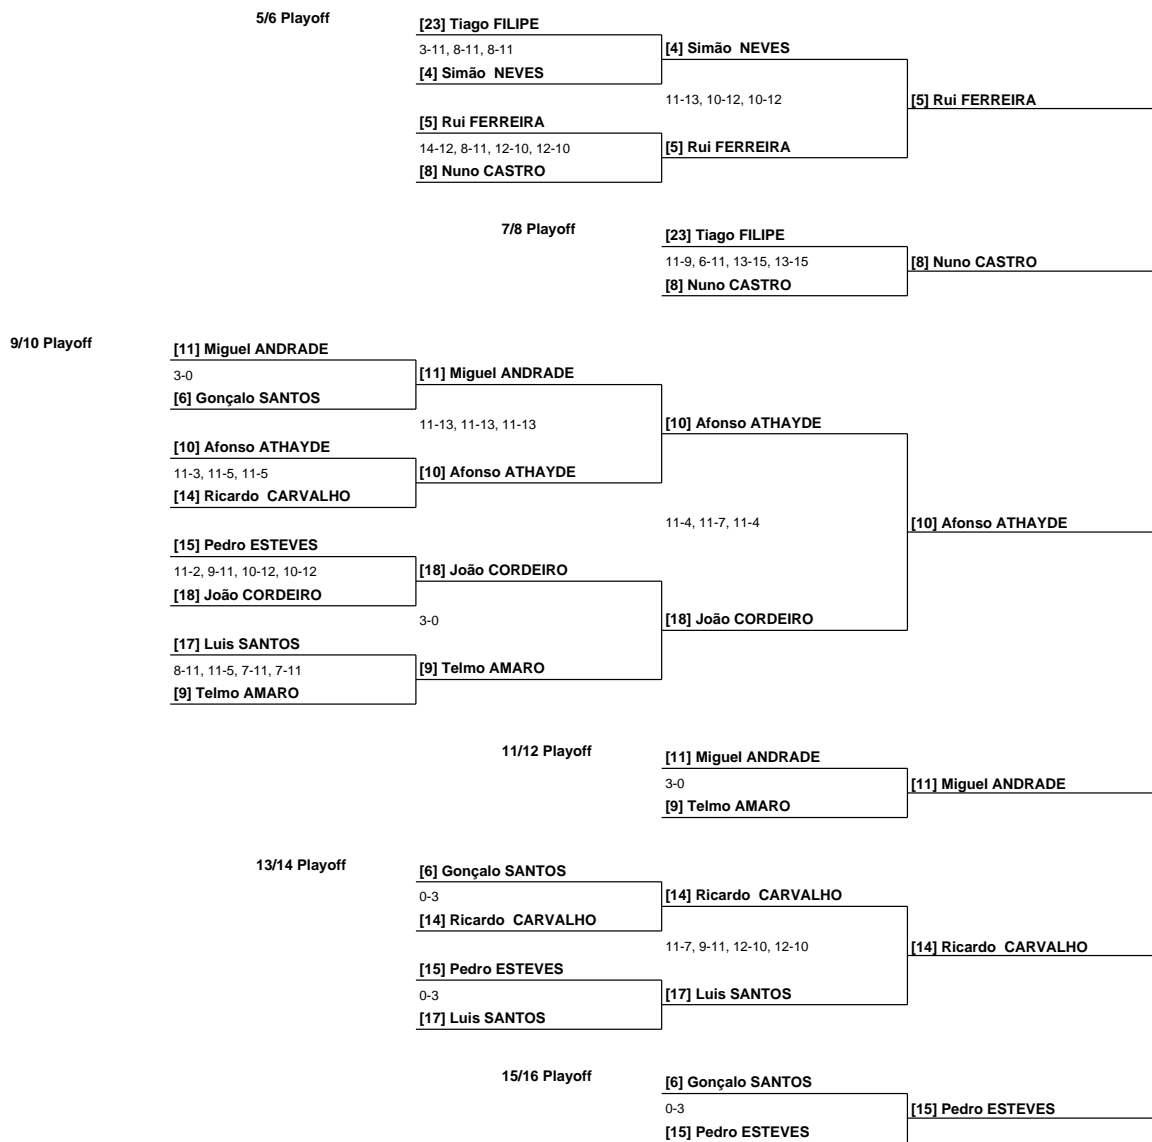 5/6 Playoff
[23] Tiago FILIPE
3-11, 8-11, 8-11
[4] Simão  NEVES
[4] Simão  NEVES
11-13, 10-12, 10-12
[5] Rui FERREIRA
[5] Rui FERREIRA
14-12, 8-11, 12-10, 12-10
[5] Rui FERREIRA
[8] Nuno CASTRO
7/8 Playoff
[23] Tiago FILIPE
11-9, 6-11, 13-15, 13-15
[8] Nuno CASTRO
[8] Nuno CASTRO
9/10 Playoff
[11] Miguel ANDRADE
3-0
[11] Miguel ANDRADE
[6] Gonçalo SANTOS
11-13, 11-13, 11-13
[10] Afonso ATHAYDE
[10] Afonso ATHAYDE
11-3, 11-5, 11-5
[10] Afonso ATHAYDE
[14] Ricardo  CARVALHO
11-4, 11-7, 11-4
[10] Afonso ATHAYDE
[15] Pedro ESTEVES
11-2, 9-11, 10-12, 10-12
[18] João CORDEIRO
[18] João CORDEIRO
3-0
[18] João CORDEIRO
[17] Luis SANTOS
8-11, 11-5, 7-11, 7-11
[9] Telmo AMARO
[9] Telmo AMARO
11/12 Playoff
[11] Miguel ANDRADE
3-0
[11] Miguel ANDRADE
[9] Telmo AMARO
13/14 Playoff
[6] Gonçalo SANTOS
0-3
[14] Ricardo  CARVALHO
[14] Ricardo  CARVALHO
11-7, 9-11, 12-10, 12-10
[14] Ricardo  CARVALHO
[15] Pedro ESTEVES
0-3
[17] Luis SANTOS
[17] Luis SANTOS
15/16 Playoff
[6] Gonçalo SANTOS
0-3
[15] Pedro ESTEVES
[15] Pedro ESTEVES